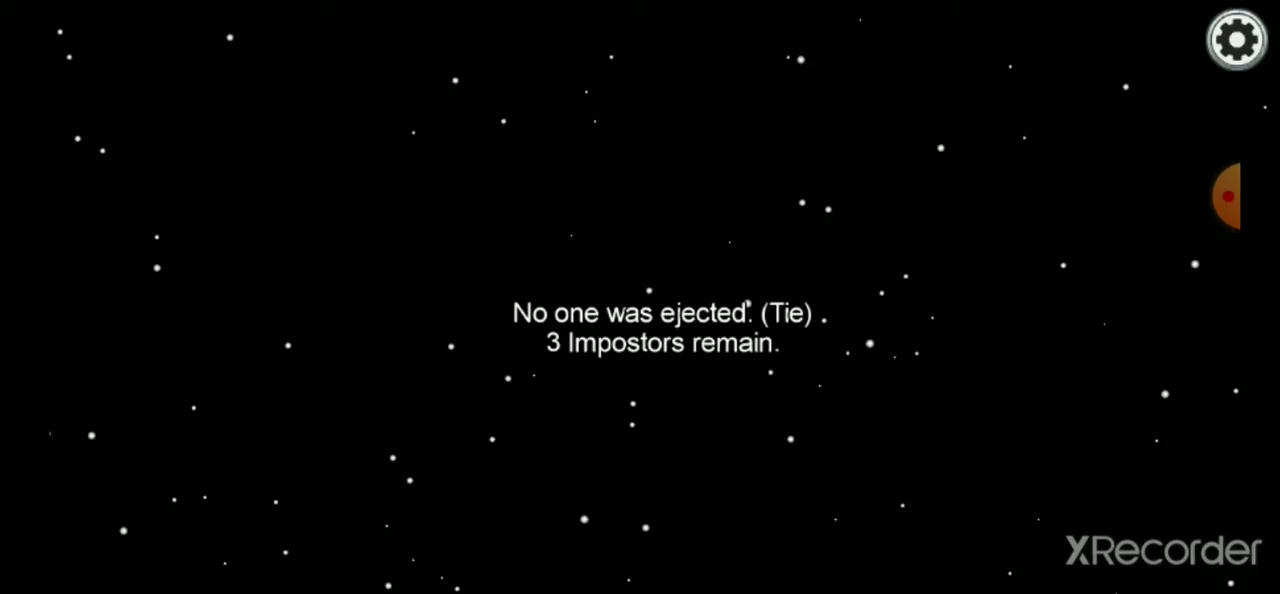 No one was ejected. (Tie)
3 Impostors remain.
XRecorder